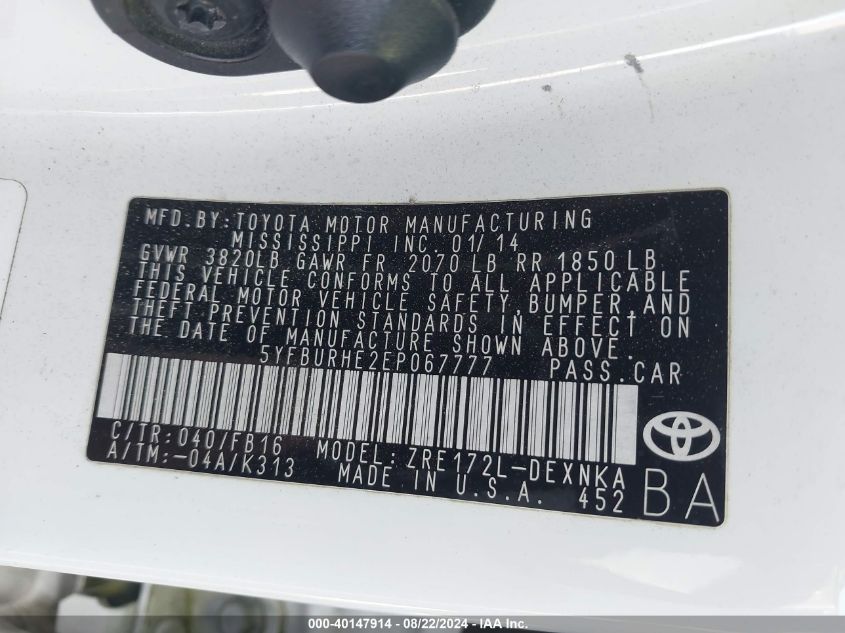 MFD.BY:TOYOTA MOTOR MANUFACTURING
MISSISSIPPI INC. 01/14
GVWR 3820LB GAWR FR 2070 LB RR 1850 LB
THIS VEHICLE CONFORMS TO ALL APPLICABLE
FEDERAL MOTOR VEHICLE SAFETY, BUMPER, AND
THEFT PREVENTION STANDARDS IN EFFECT ON
THE DATE OF MANUFACTURE SHOWN ABOVE.
5YFBURHE2EP067777 PASS.CAR
C/TR:040/FB16 MODEL:ZRE172L-DEXNKA
A/TM:-04A/K313 MADE IN U.S.A. 452
BA
000-40147914 - 08/22/2024 - IAA Inc.